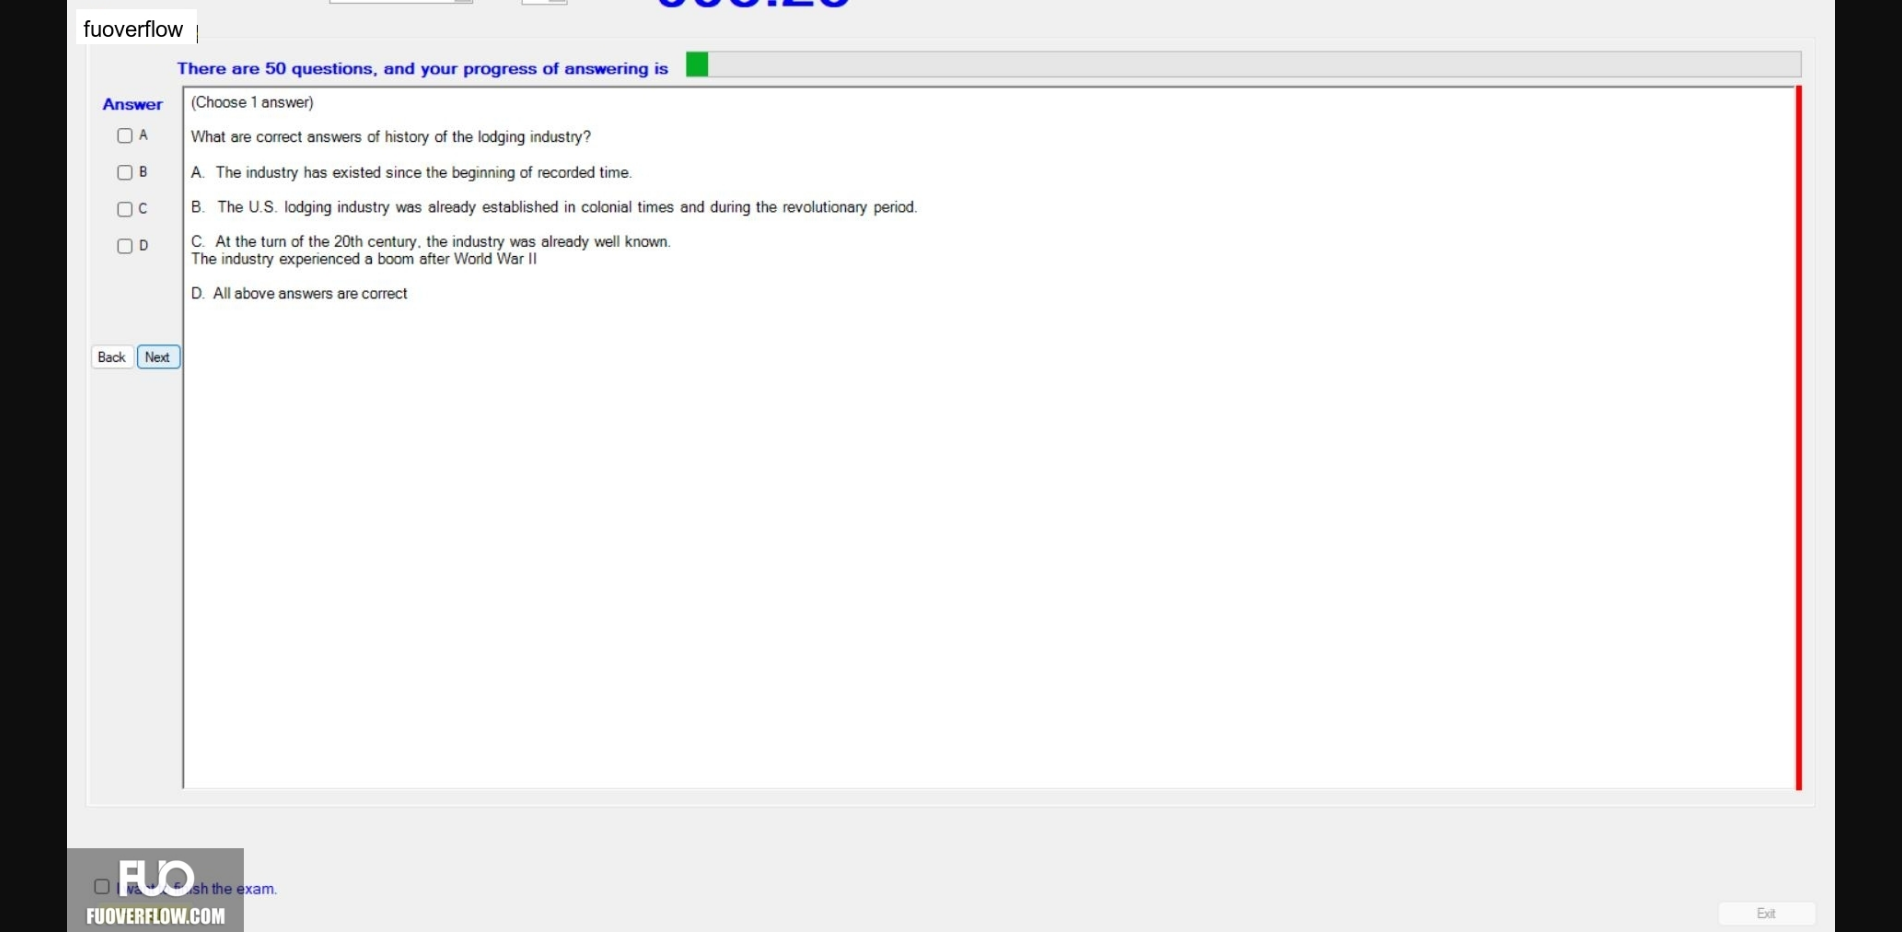 fuoverflow
There are 50 questions, and your progress of answering is
Answer
(Choose 1 answer)
A
What are correct answers of history of the lodging industry?
B
A. The industry has existed since the beginning of recorded time.
C
B. The U.S. lodging industry was already established in colonial times and during the revolutionary period.
D
C. At the turn of the 20th century, the industry was already well known.
The industry experienced a boom after World War II
D. All above answers are correct
Back Next
FUO
I want finish the exam.
FUOVERFLOW.COM
Exit